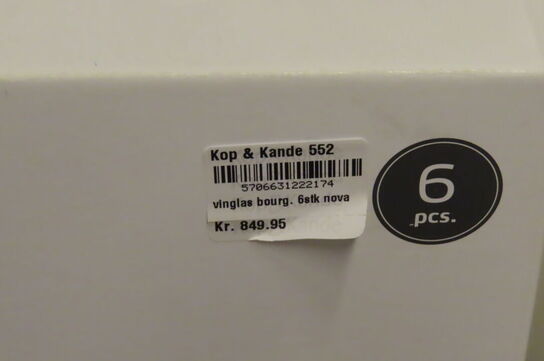 Kop & Kande 552
5706631222174
vinglas bourg. 6stk nova
Kr. 849.95
6
pcs.